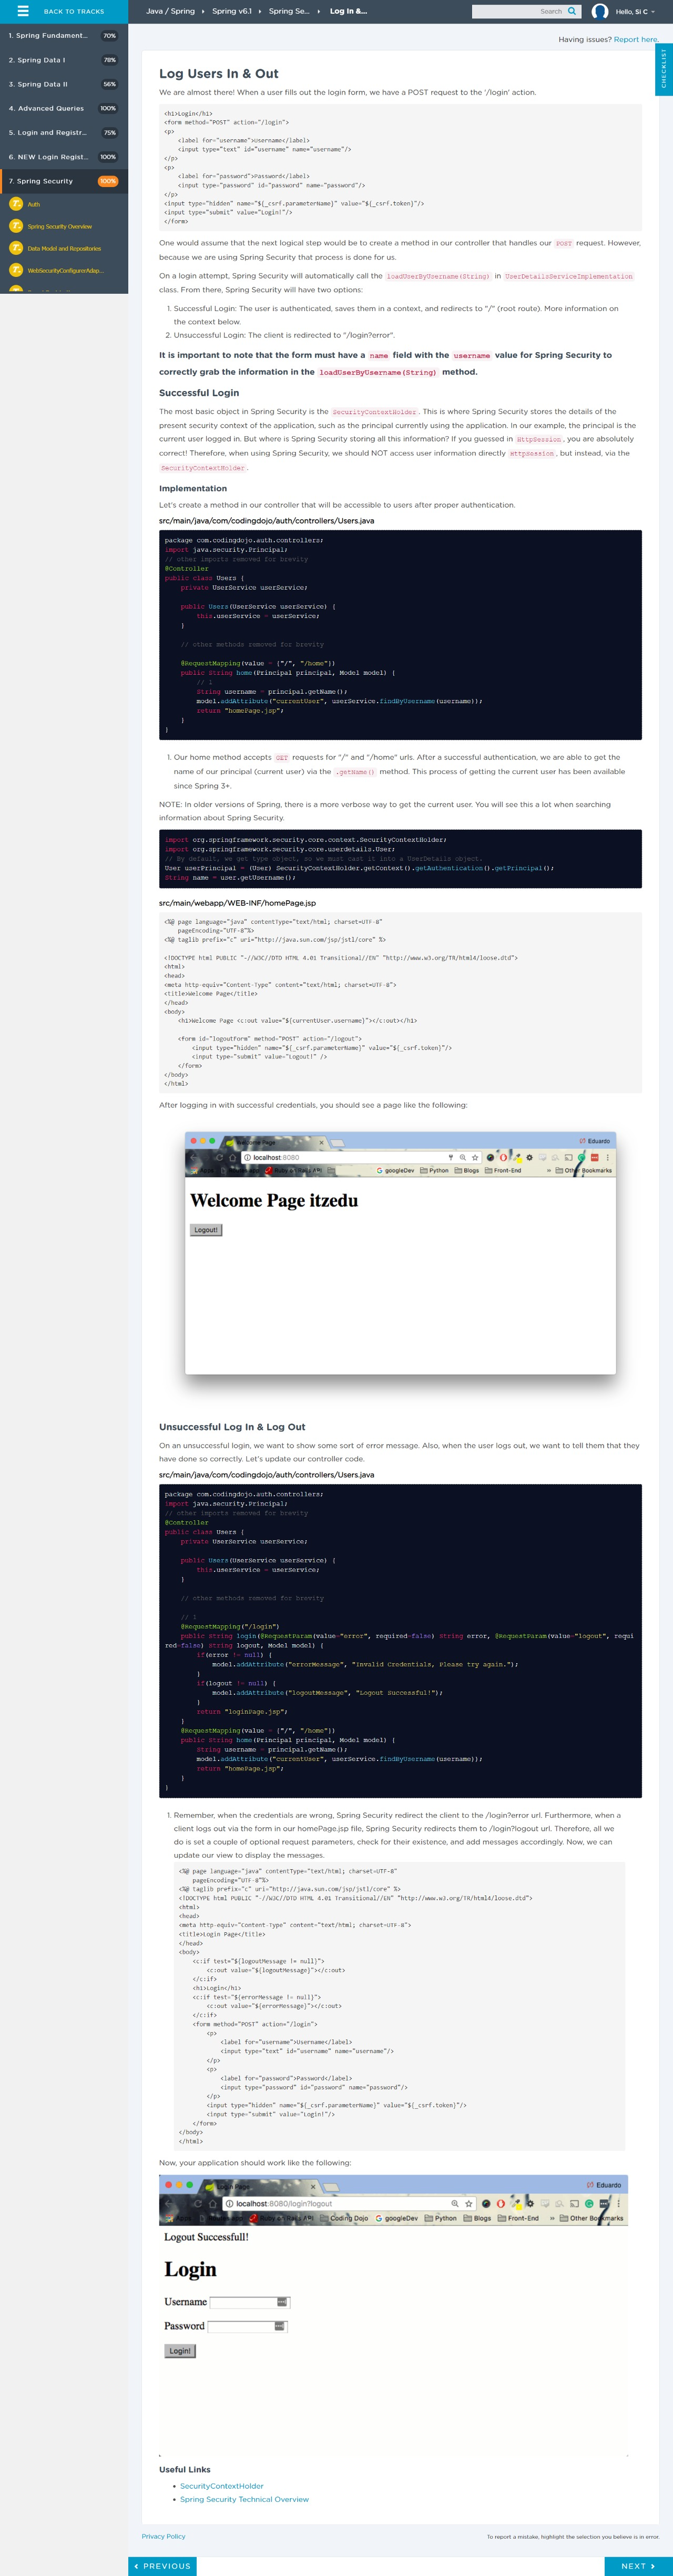 BACK TO TRACKS
Java / Spring
Spring v6.1
Spring Se...
Log In &...
Search
Hello, Si C
1. Spring Fundament... 70%
2. Spring Data I 78%
3. Spring Data II 56%
4. Advanced Queries 100%
5. Login and Registr... 75%
6. NEW Login Regist... 100%
7. Spring Security 100%
Auth
Spring Security Overview
Data Model and Repositories
WebSecurityConfigurerAdap...
Having issues? Report here.
CHECKLIST
Log Users In & Out
We are almost there! When a user fills out the login form, we have a POST request to the '/login' action.
<h1>Login</h1>
<form method="POST" action="/login">
<p>
<label for="username">Username</label>
<input type="text" id="username" name="username"/>
</p>
<p>
<label for="password">Password</label>
<input type="password" id="password" name="password"/>
</p>
<input type="hidden" name="${_csrf.parameterName}" value="${_csrf.token}"/>
<input type="submit" value="Login!"/>
</form>
One would assume that the next logical step would be to create a method in our controller that handles our POST request. However,
because we are using Spring Security that process is done for us.
On a login attempt, Spring Security will automatically call the loadUserByUsername(String) in UserDetailsServiceImplementation
class. From there, Spring Security will have two options:
1. Successful Login: The user is authenticated, saves them in a context, and redirects to "/" (root route). More information on
the context below.
2. Unsuccessful Login: The client is redirected to "/login?error".
It is important to note that the form must have a name field with the username value for Spring Security to
correctly grab the information in the loadUserByUsername(String) method.
Successful Login
The most basic object in Spring Security is the SecurityContextHolder. This is where Spring Security stores the details of the
present security context of the application, such as the principal currently using the application. In our example, the principal is the
current user logged in. But where is Spring Security storing all this information? If you guessed in HttpSession, you are absolutely
correct! Therefore, when using Spring Security, we should NOT access user information directly HttpSession, but instead, via the
SecurityContextHolder.
Implementation
Let's create a method in our controller that will be accessible to users after proper authentication.
src/main/java/com/codingdojo/auth/controllers/Users.java
package com.codingdojo.auth.controllers;
import java.security.Principal;
// other imports removed for brevity
@Controller
public class Users {
private UserService userService;
public Users(UserService userService) {
this.userService = userService;
}
// other methods removed for brevity
@RequestMapping(value = {"/", "/home"})
public String home(Principal principal, Model model) {
// 1
String username = principal.getName();
model.addAttribute("currentUser", userService.findByUsername(username));
return "homePage.jsp";
}
}
1. Our home method accepts GET requests for "/" and "/home" urls. After a successful authentication, we are able to get the
name of our principal (current user) via the .getName() method. This process of getting the current user has been available
since Spring 3+.
NOTE: In older versions of Spring, there is a more verbose way to get the current user. You will see this a lot when searching
information about Spring Security.
import org.springframework.security.core.context.SecurityContextHolder;
import org.springframework.security.core.userdetails.User;
// By default, we get type object, so we must cast it into a UserDetails object.
User userPrincipal = (User) SecurityContextHolder.getContext().getAuthentication().getPrincipal();
String name = user.getUsername();
src/main/webapp/WEB-INF/homePage.jsp
<%@ page language="java" contentType="text/html; charset=UTF-8"
pageEncoding="UTF-8"%>
<%@ taglib prefix="c" uri="http://java.sun.com/jsp/jstl/core" %>
<!DOCTYPE html PUBLIC "-//W3C//DTD HTML 4.01 Transitional//EN" "http://www.w3.org/TR/html4/loose.dtd">
<html>
<head>
<meta http-equiv="Content-Type" content="text/html; charset=UTF-8">
<title>Welcome Page</title>
</head>
<body>
<h1>Welcome Page <c:out value="${currentUser.username}"></c:out></h1>
<form id="logoutForm" method="POST" action="/logout">
<input type="hidden" name="${_csrf.parameterName}" value="${_csrf.token}"/>
<input type="submit" value="Logout!" />
</form>
</body>
</html>
After logging in with successful credentials, you should see a page like the following:
Welcome Page
Eduardo
localhost:8080
Apps
Ruby on Rails API
googleDev
Python
Blogs
Front-End
Other Bookmarks
Welcome Page itzedu
Logout!
Unsuccessful Log In & Log Out
On an unsuccessful login, we want to show some sort of error message. Also, when the user logs out, we want to tell them that they
have done so correctly. Let's update our controller code.
src/main/java/com/codingdojo/auth/controllers/Users.java
package com.codingdojo.auth.controllers;
import java.security.Principal;
// other imports removed for brevity
@Controller
public class Users {
private UserService userService;
public Users(UserService userService) {
this.userService = userService;
}
// other methods removed for brevity
// 1
@RequestMapping("/login")
public String login(@RequestParam(value="error", required=false) String error, @RequestParam(value="logout", requi
red=false) String logout, Model model) {
if(error != null) {
model.addAttribute("errorMessage", "Invalid Credentials, Please try again.");
}
if(logout != null) {
model.addAttribute("logoutMessage", "Logout Successful!");
}
return "loginPage.jsp";
}
@RequestMapping(value = {"/", "/home"})
public String home(Principal principal, Model model) {
String username = principal.getName();
model.addAttribute("currentUser", userService.findByUsername(username));
return "homePage.jsp";
}
}
1. Remember, when the credentials are wrong, Spring Security redirect the client to the /login?error url. Furthermore, when a
client logs out via the form in our homePage.jsp file, Spring Security redirects them to /login?logout url. Therefore, all we
do is set a couple of optional request parameters, check for their existence, and add messages accordingly. Now, we can
update our view to display the messages.
<%@ page language="java" contentType="text/html; charset=UTF-8"
pageEncoding="UTF-8"%>
<%@ taglib prefix="c" uri="http://java.sun.com/jsp/jstl/core" %>
<!DOCTYPE html PUBLIC "-//W3C//DTD HTML 4.01 Transitional//EN" "http://www.w3.org/TR/html4/loose.dtd">
<html>
<head>
<meta http-equiv="Content-Type" content="text/html; charset=UTF-8">
<title>Login Page</title>
</head>
<body>
<c:if test="${logoutMessage != null}">
<c:out value="${logoutMessage}"></c:out>
</c:if>
<h1>Login</h1>
<c:if test="${errorMessage != null}">
<c:out value="${errorMessage}"></c:out>
</c:if>
<form method="POST" action="/login">
<p>
<label for="username">Username</label>
<input type="text" id="username" name="username"/>
</p>
<p>
<label for="password">Password</label>
<input type="password" id="password" name="password"/>
</p>
<input type="hidden" name="${_csrf.parameterName}" value="${_csrf.token}"/>
<input type="submit" value="Login!"/>
</form>
</body>
</html>
Now, your application should work like the following:
Login Page
Eduardo
localhost:8080/login?logout
Apps
Ruby on Rails API
Coding Dojo
googleDev
Python
Blogs
Front-End
Other Bookmarks
Logout Successfull!
Login
Username
Password
Login!
Useful Links
• SecurityContextHolder
• Spring Security Technical Overview
Privacy Policy
To report a mistake, highlight the selection you believe is in error.
PREVIOUS
NEXT